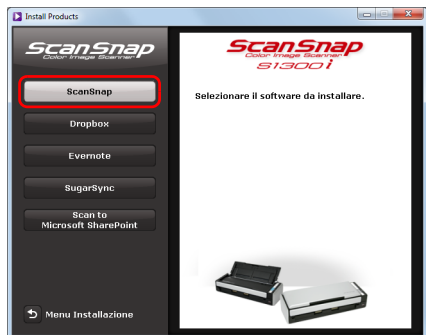 Install Products
ScanSnap
Color Image Scanner
ScanSnap
Dropbox
Evernote
SugarSync
Scan to
Microsoft SharePoint
Menu Installazione
ScanSnap
Color Image Scanner
S1300i
Selezionare il software da installare.